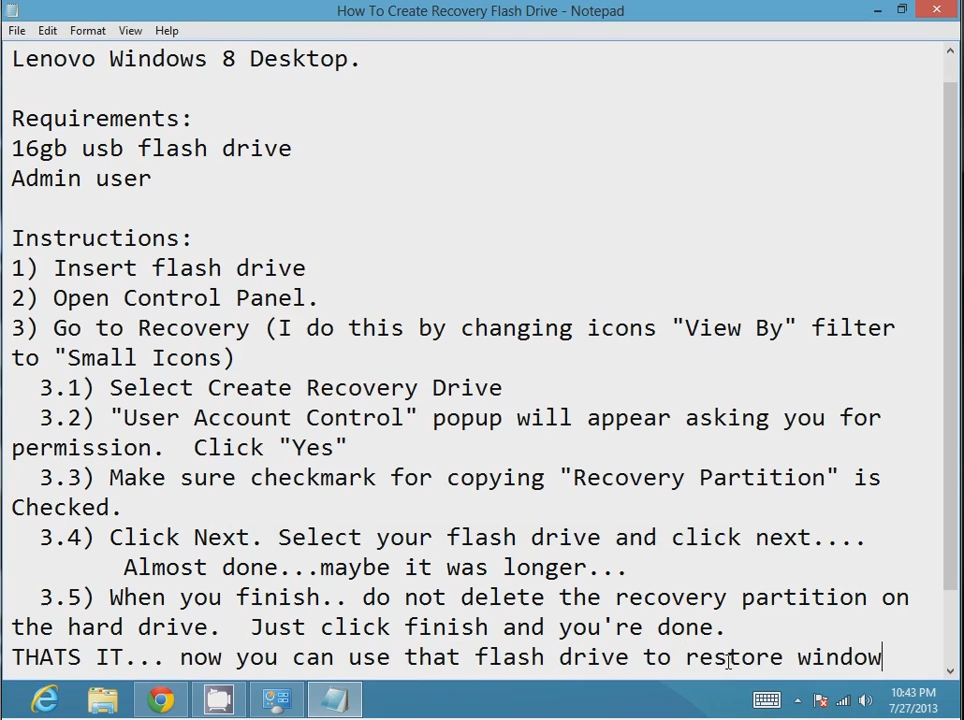 How To Create Recovery Flash Drive - Notepad
File Edit Format View Help
Lenovo Windows 8 Desktop.
Requirements:
16gb usb flash drive
Admin user
Instructions:
1) Insert flash drive
2) Open Control Panel.
3) Go to Recovery (I do this by changing icons "View By" filter
to "Small Icons)
3.1) Select Create Recovery Drive
3.2) "User Account Control" popup will appear asking you for
permission.  Click "Yes"
3.3) Make sure checkmark for copying "Recovery Partition" is
Checked.
3.4) Click Next. Select your flash drive and click next....
Almost done...maybe it was longer...
3.5) When you finish.. do not delete the recovery partition on
the hard drive.  Just click finish and you're done.
THATS IT... now you can use that flash drive to restore window
10:43 PM
7/27/2013